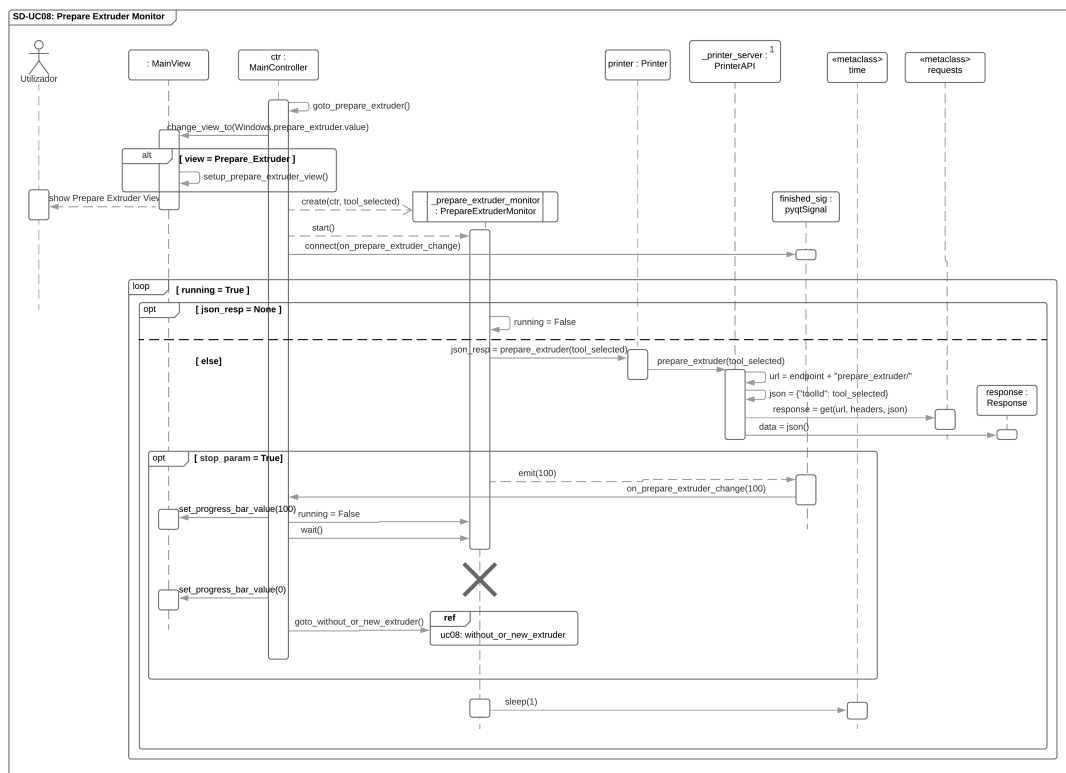 SD-UC08: Prepare Extruder Monitor
Utilizador
: MainView
ctr :
MainController
printer : Printer
_printer_server :
PrinterAPI
1
«metaclass»
time
«metaclass»
requests
goto_prepare_extruder()
change_view_to(Windows.prepare_extruder.value)
alt
[ view = Prepare_Extruder ]
setup_prepare_extruder_view()
show Prepare Extruder View
create(ctr, tool_selected)
_prepare_extruder_monitor
: PrepareExtruderMonitor
finished_sig :
pyqtSignal
start()
connect(on_prepare_extruder_change)
loop
[ running = True ]
opt
[ json_resp = None ]
running = False
[ else]
json_resp = prepare_extruder(tool_selected)
prepare_extruder(tool_selected)
url = endpoint + "prepare_extruder/"
json = {"toolId": tool_selected}
response = get(url, headers, json)
data = json()
response :
Response
opt
[ stop_param = True]
emit(100)
on_prepare_extruder_change(100)
set_progress_bar_value(100)
running = False
wait()
set_progress_bar_value(0)
goto_without_or_new_extruder()
ref
uc08: without_or_new_extruder
sleep(1)